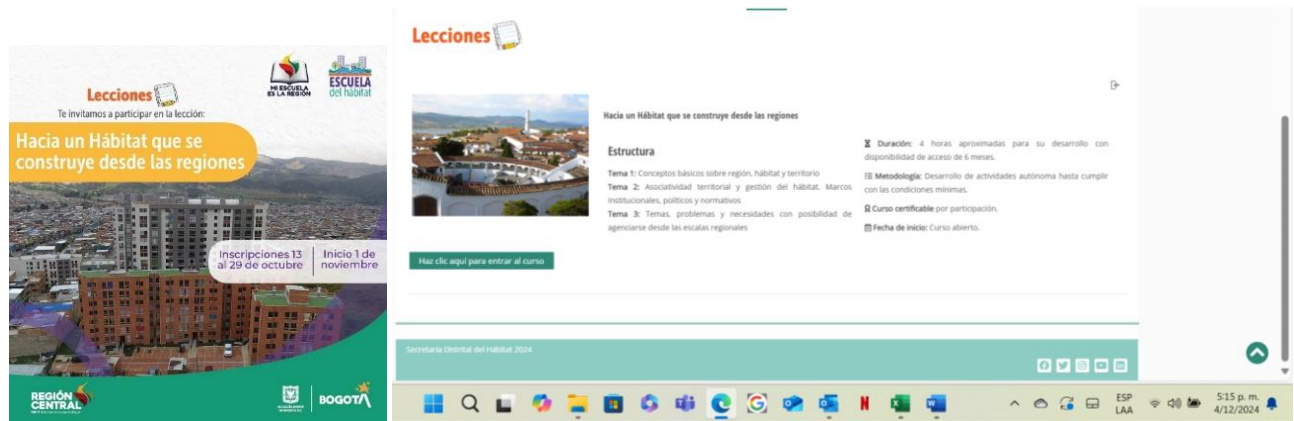 MI ESCUELA
ES LA REGIÓN
ESCUELA
del hábitat
Lecciones
Te invitamos a participar en la lección:
Hacia un Hábitat que se
construye desde las regiones
Inscripciones 13
al 29 de octubre
Inicio 1 de
noviembre
REGIÓN
CENTRAL
BOGOTÁ
Lecciones
Hacia un Hábitat que se construye desde las regiones
Estructura
Tema 1: Conceptos básicos sobre región, hábitat y territorio
Tema 2: Asociatividad territorial y gestión del hábitat. Marcos
institucionales, políticos y normativos
Tema 3: Temas, problemas y necesidades con posibilidad de
agenciarse desde las escalas regionales
Duración: 4 horas aproximadas para su desarrollo con
disponibilidad de acceso de 6 meses.
Metodología: Desarrollo de actividades autónoma hasta cumplir
con las condiciones mínimas.
Curso certificable por participación.
Fecha de inicio: Curso abierto.
Haz clic aquí para entrar al curso
Secretaría Distrital del Hábitat 2024
ESP
LAA
5:15 p. m.
4/12/2024